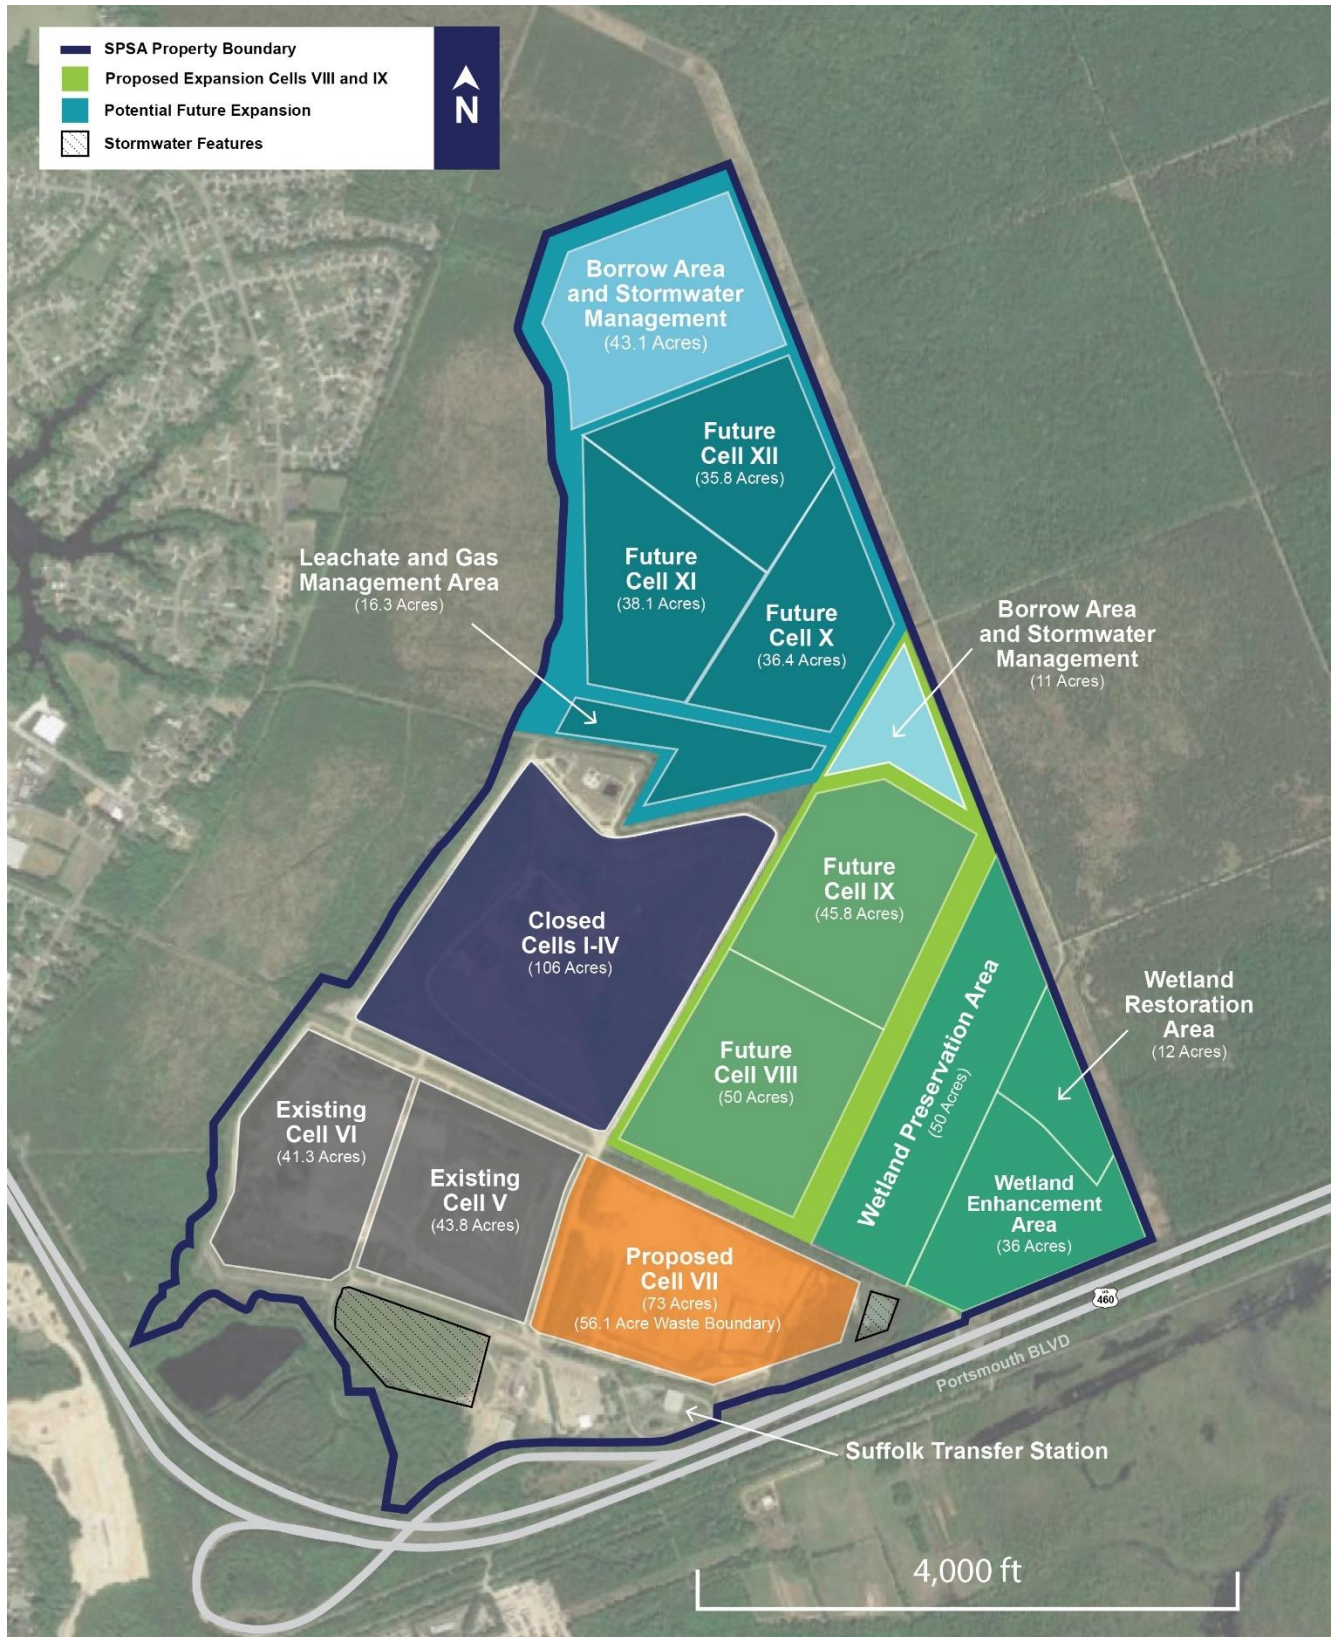 SPSA Property Boundary
Proposed Expansion Cells VIII and IX
Potential Future Expansion
Stormwater Features
N
Borrow Area
and Stormwater
Management
(43.1 Acres)
Future
Cell XII
(35.8 Acres)
Leachate and Gas
Management Area
(16.3 Acres)
Future
Cell XI
(38.1 Acres)
Future
Cell X
(36.4 Acres)
Borrow Area
and Stormwater
Management
(11 Acres)
Future
Cell IX
(45.8 Acres)
Closed
Cells I-IV
(106 Acres)
Wetland Preservation Area
(50 Acres)
Wetland
Restoration
Area
(12 Acres)
Future
Cell VIII
(50 Acres)
Existing
Cell VI
(41.3 Acres)
Existing
Cell V
(43.8 Acres)
Wetland
Enhancement
Area
(36 Acres)
Proposed
Cell VII
(73 Acres)
(56.1 Acre Waste Boundary)
US
460
Portsmouth BLVD
Suffolk Transfer Station
4,000 ft